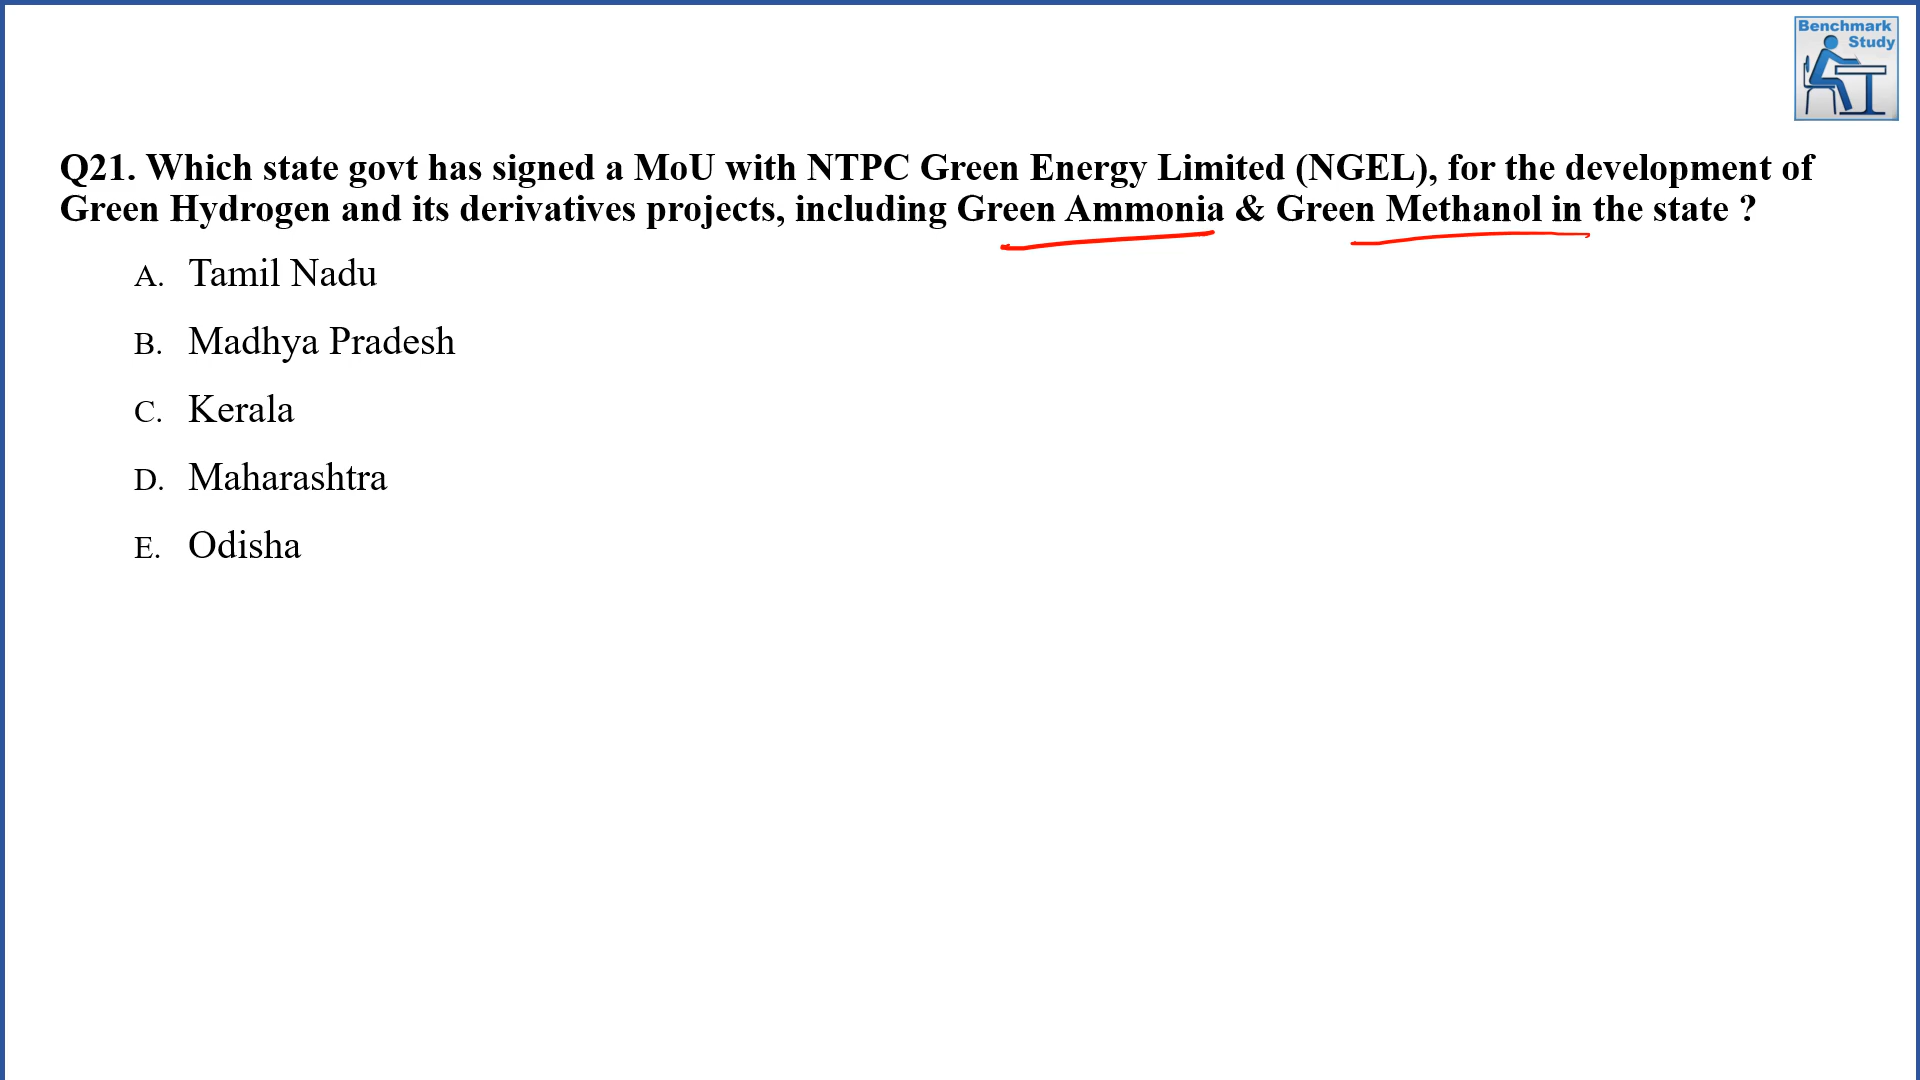 Benchmark
Study
Q21. Which state govt has signed a MoU with NTPC Green Energy Limited (NGEL), for the development of
Green Hydrogen and its derivatives projects, including Green Ammonia & Green Methanol in the state ?
A. Tamil Nadu
B. Madhya Pradesh
C. Kerala
D. Maharashtra
E. Odisha